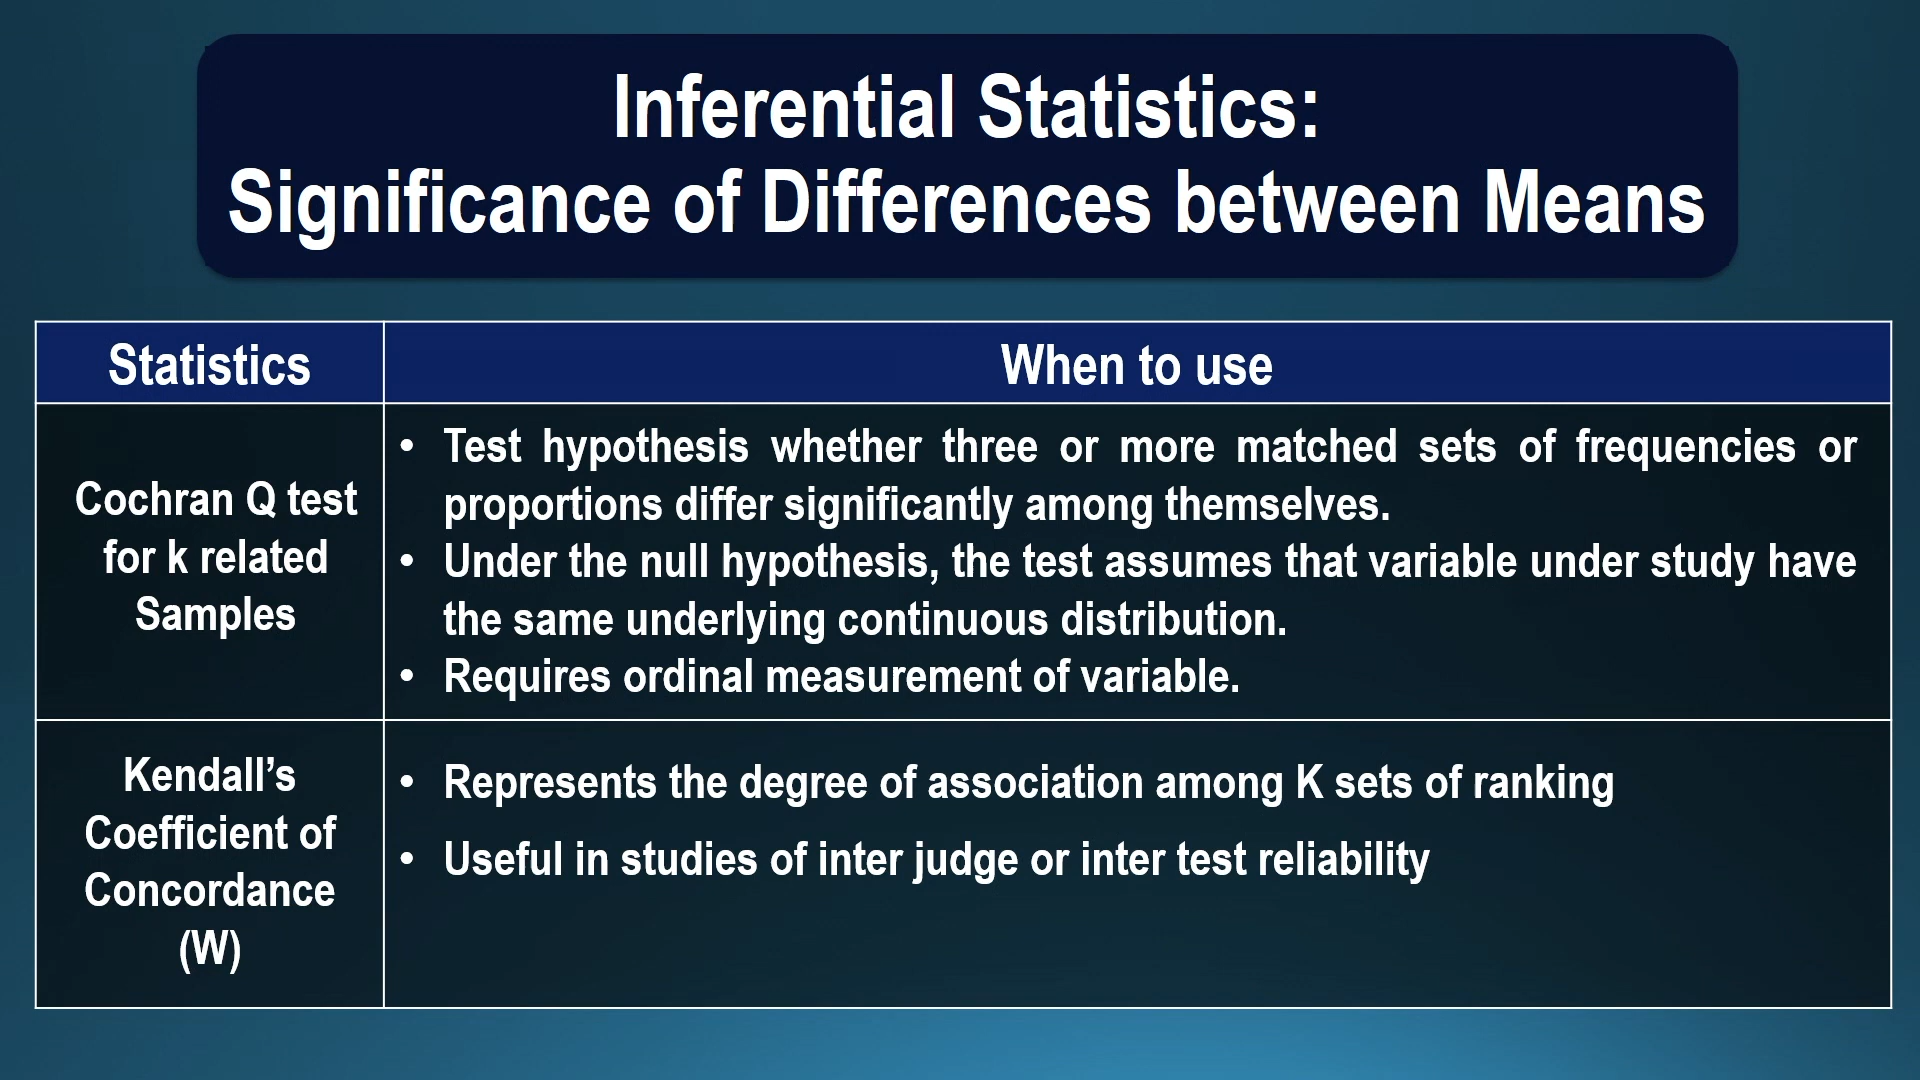 Inferential Statistics:
Significance of Differences between Means
Statistics
When to use
Cochran Q test
for k related
Samples
• Test hypothesis whether three or more matched sets of frequencies or
proportions differ significantly among themselves.
• Under the null hypothesis, the test assumes that variable under study have
the same underlying continuous distribution.
• Requires ordinal measurement of variable.
Kendall’s
Coefficient of
Concordance
(W)
• Represents the degree of association among K sets of ranking
• Useful in studies of inter judge or inter test reliability